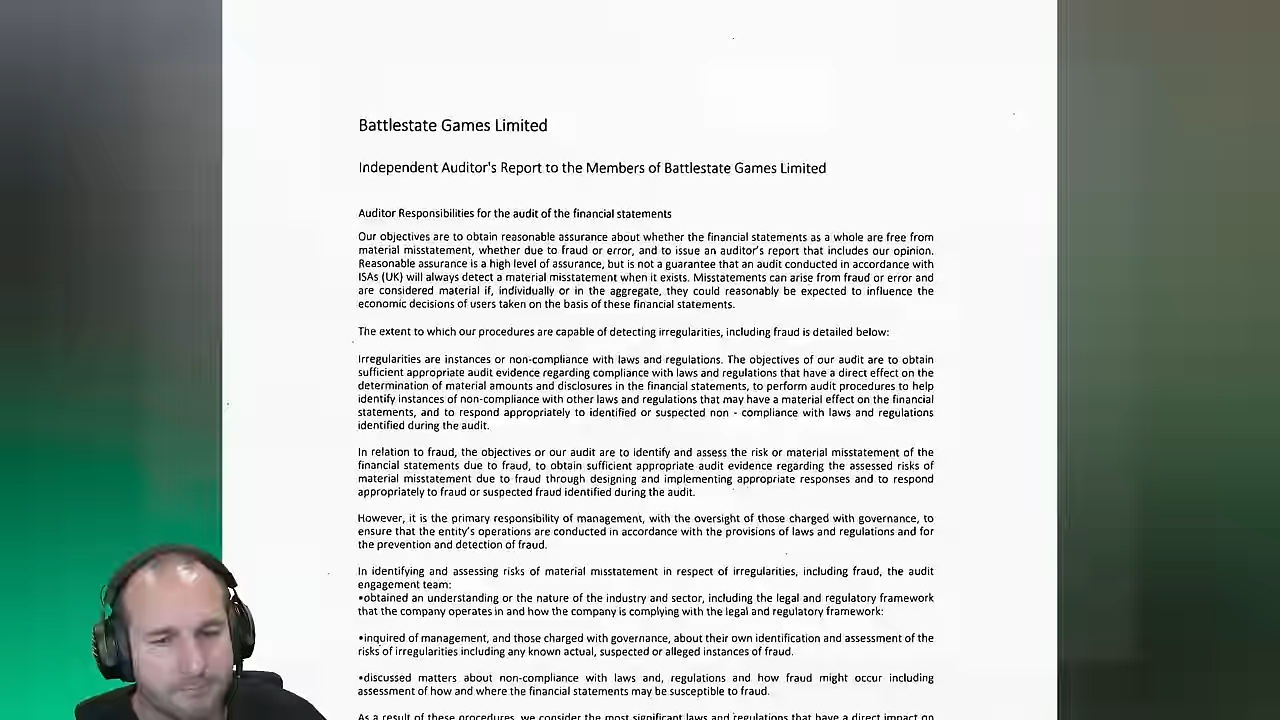 Battlestate Games Limited
Independent Auditor's Report to the Members of Battlestate Games Limited
Auditor Responsibilities for the audit of the financial statements
Our objectives are to obtain reasonable assurance about whether the financial statements as a whole are free from
material misstatement, whether due to fraud or error, and to issue an auditor's report that includes our opinion.
Reasonable assurance is a high level of assurance, but is not a guarantee that an audit conducted in accordance with
ISAs (UK) will always detect a material misstatement when it exists. Misstatements can arise from fraud or error and
are considered material if, individually or in the aggregate, they could reasonably be expected to influence the
economic decisions of users taken on the basis of these financial statements.
The extent to which our procedures are capable of detecting irregularities, including fraud is detailed below:
Irregularities are instances or non-compliance with laws and regulations. The objectives of our audit are to obtain
sufficient appropriate audit evidence regarding compliance with laws and regulations that have a direct effect on the
determination of material amounts and disclosures in the financial statements, to perform audit procedures to help
identify instances of non-compliance with other laws and regulations that may have a material effect on the financial
statements, and to respond appropriately to identified or suspected non - compliance with laws and regulations
identified during the audit.
In relation to fraud, the objectives or our audit are to identify and assess the risk or material misstatement of the
financial statements due to fraud, to obtain sufficient appropriate audit evidence regarding the assessed risks of
material misstatement due to fraud through designing and implementing appropriate responses and to respond
appropriately to fraud or suspected fraud identified during the audit.
However, it is the primary responsibility of management, with the oversight of those charged with governance, to
ensure that the entity's operations are conducted in accordance with the provisions of laws and regulations and for
the prevention and detection of fraud.
In identifying and assessing risks of material misstatement in respect of irregularities, including fraud, the audit
engagement team:
•obtained an understanding or the nature of the industry and sector, including the legal and regulatory framework
that the company operates in and how the company is complying with the legal and regulatory framework:
•inquired of management, and those charged with governance, about their own identification and assessment of the
risks of irregularities including any known actual, suspected or alleged instances of fraud.
•discussed matters about non-compliance with laws and, regulations and how fraud might occur including
assessment of how and where the financial statements may be susceptible to fraud.
As a result of these procedures, we consider the most significant laws and regulations that have a direct impact on